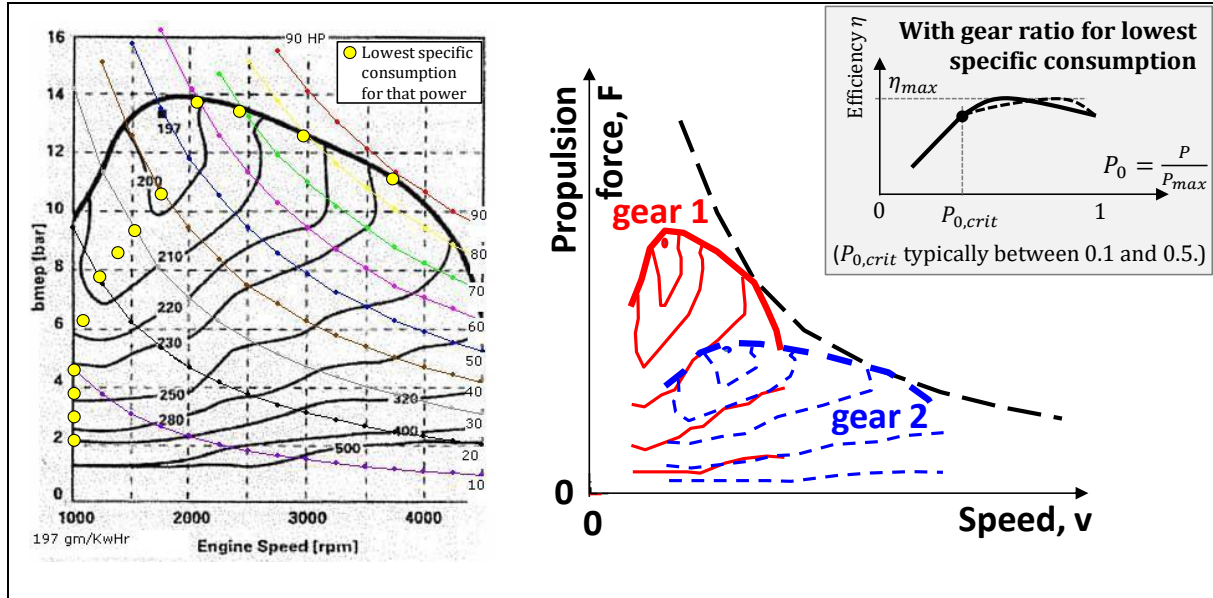 16
14
12
10
8
6
4
2
0
bmep [bar]
90 HP
Lowest specific
consumption
for that power
197
200
210
220
230
250
280
320
400
500
90
80
70
60
50
40
30
20
10
1000
2000
3000
4000
197 gm/KwHr
Engine Speed [rpm]
Propulsion
force, F
gear 1
gear 2
0
0
Speed, v
With gear ratio for lowest
specific consumption
Efficiency η
η_max
P_0 = P/P_max
0
P_0,crit
1
(P_0,crit typically between 0.1 and 0.5.)